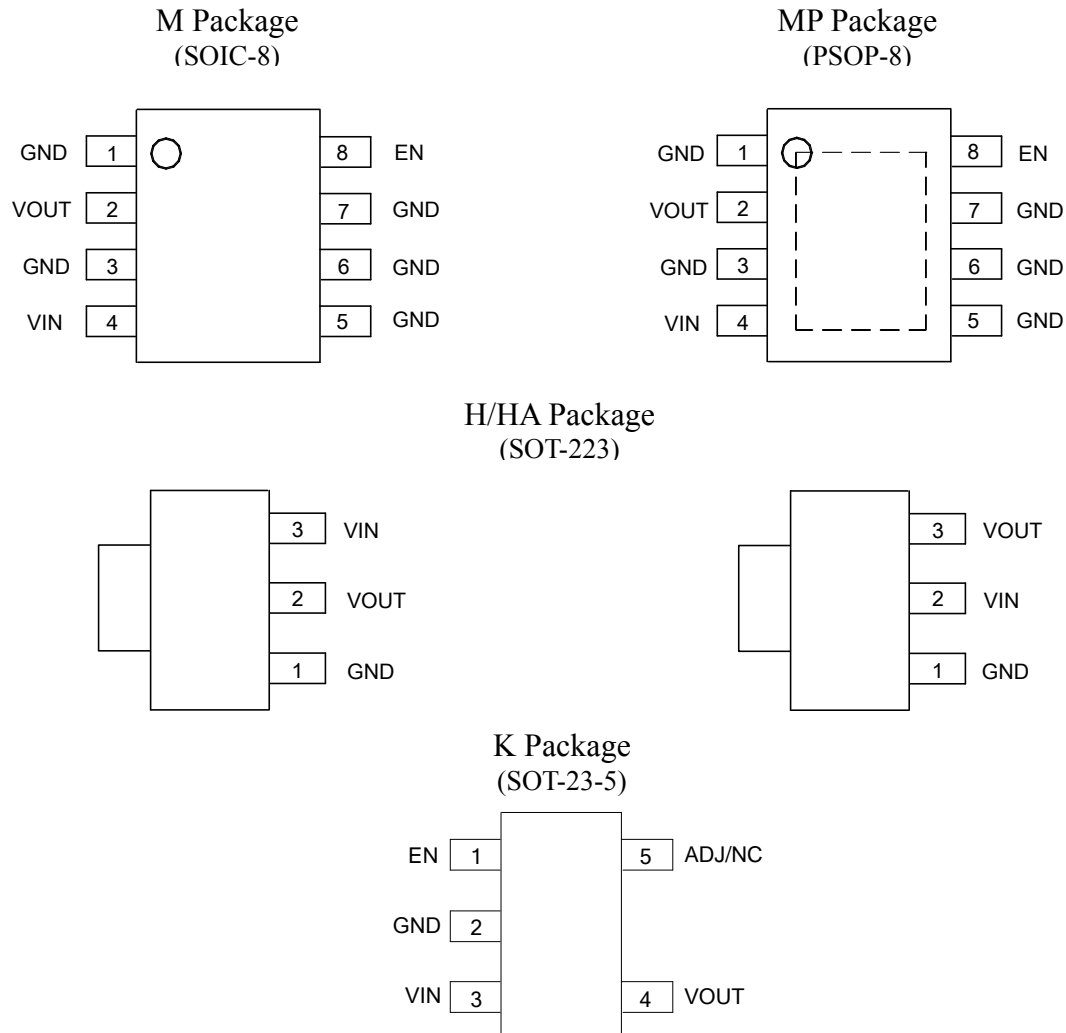 M Package
(SOIC-8)
GND 1 8 EN
VOUT 2 7 GND
GND 3 6 GND
VIN 4 5 GND
MP Package
(PSOP-8)
GND 1 8 EN
VOUT 2 7 GND
GND 3 6 GND
VIN 4 5 GND
H/HA Package
(SOT-223)
3 VIN
2 VOUT
1 GND
3 VOUT
2 VIN
1 GND
K Package
(SOT-23-5)
EN 1 5 ADJ/NC
GND 2
VIN 3 4 VOUT